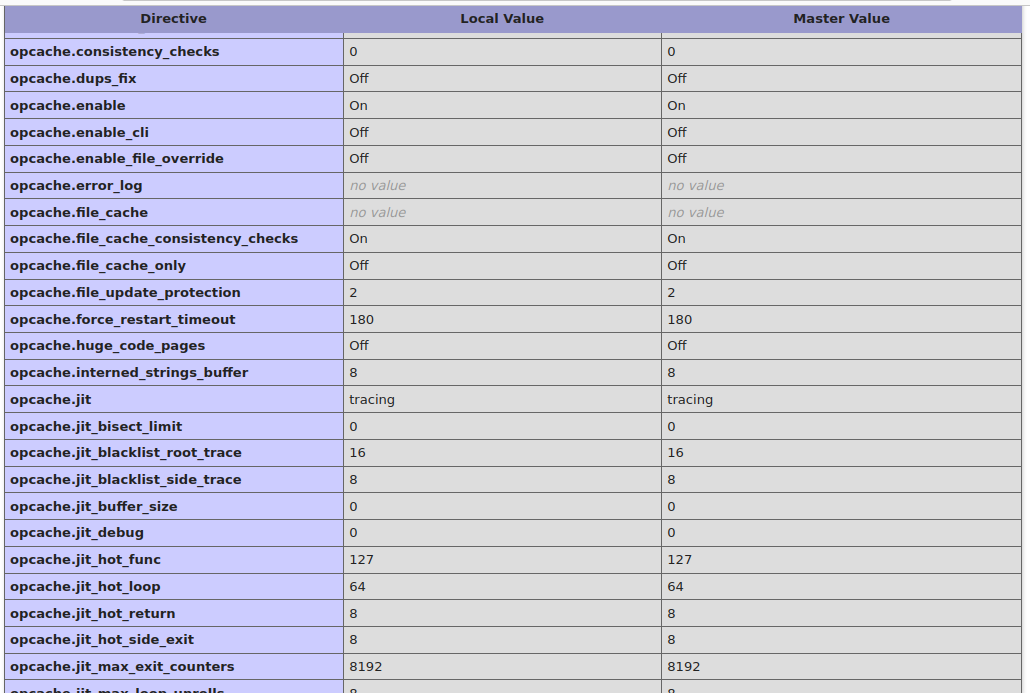 Directive Local Value Master Value
opcache.consistency_checks 0 0
opcache.dups_fix Off Off
opcache.enable On On
opcache.enable_cli Off Off
opcache.enable_file_override Off Off
opcache.error_log no value no value
opcache.file_cache no value no value
opcache.file_cache_consistency_checks On On
opcache.file_cache_only Off Off
opcache.file_update_protection 2 2
opcache.force_restart_timeout 180 180
opcache.huge_code_pages Off Off
opcache.interned_strings_buffer 8 8
opcache.jit tracing tracing
opcache.jit_bisect_limit 0 0
opcache.jit_blacklist_root_trace 16 16
opcache.jit_blacklist_side_trace 8 8
opcache.jit_buffer_size 0 0
opcache.jit_debug 0 0
opcache.jit_hot_func 127 127
opcache.jit_hot_loop 64 64
opcache.jit_hot_return 8 8
opcache.jit_hot_side_exit 8 8
opcache.jit_max_exit_counters 8192 8192
opcache.jit_max_loop_unrolls 8 8